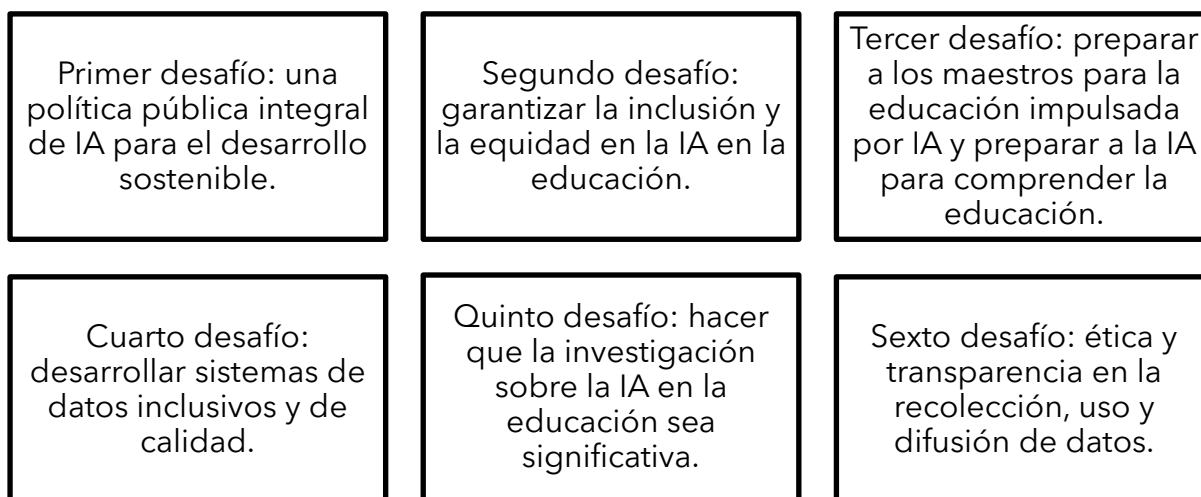 Primer desafío: una
política pública integral
de IA para el desarrollo
sostenible.
Segundo desafío:
garantizar la inclusión y
la equidad en la IA en la
educación.
Tercer desafío: preparar
a los maestros para la
educación impulsada
por IA y preparar a la IA
para comprender la
educación.
Cuarto desafío:
desarrollar sistemas de
datos inclusivos y de
calidad.
Quinto desafío: hacer
que la investigación
sobre la IA en la
educación sea
significativa.
Sexto desafío: ética y
transparencia en la
recolección, uso y
difusión de datos.